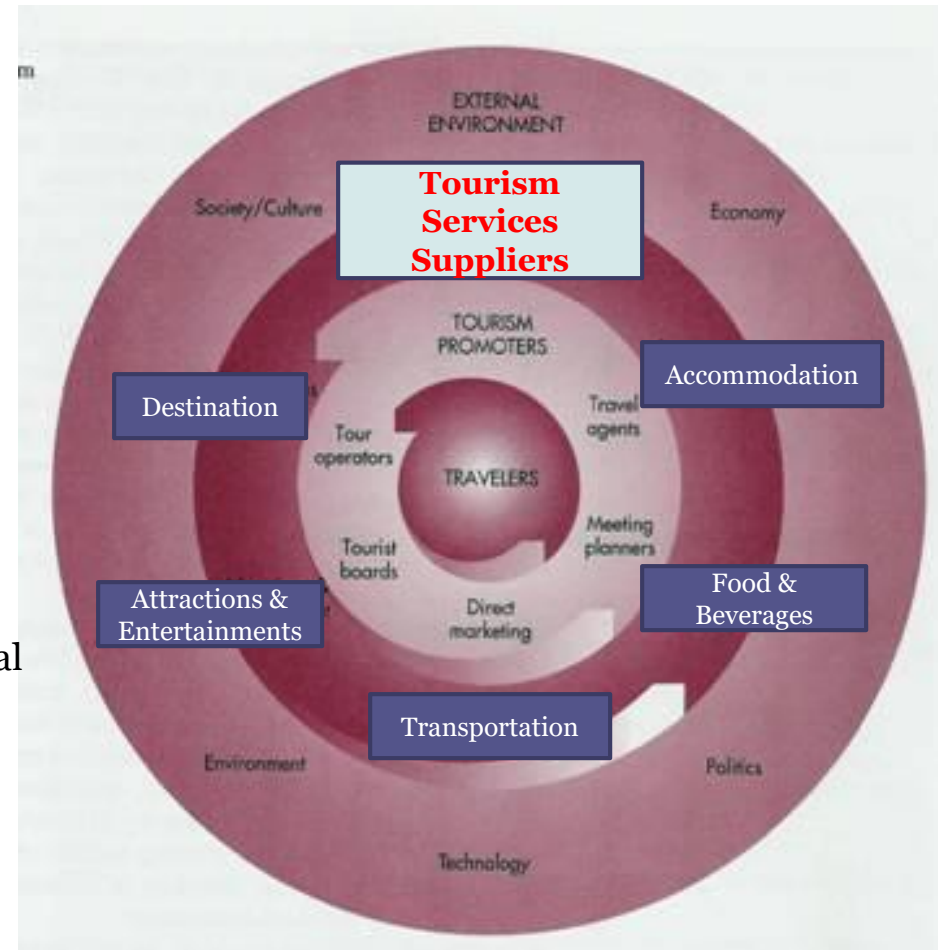 EXTERNAL
ENVIRONMENT
Society/Culture
Economy
Tourism
Services
Suppliers
TOURISM
PROMOTERS
Destination
Accommodation
Travel
agents
Tour
operators
TRAVELERS
Meeting
planners
Tourist
boards
Attractions &
Entertainments
Food &
Beverages
Direct
marketing
al
Transportation
Environment
Politics
Technology